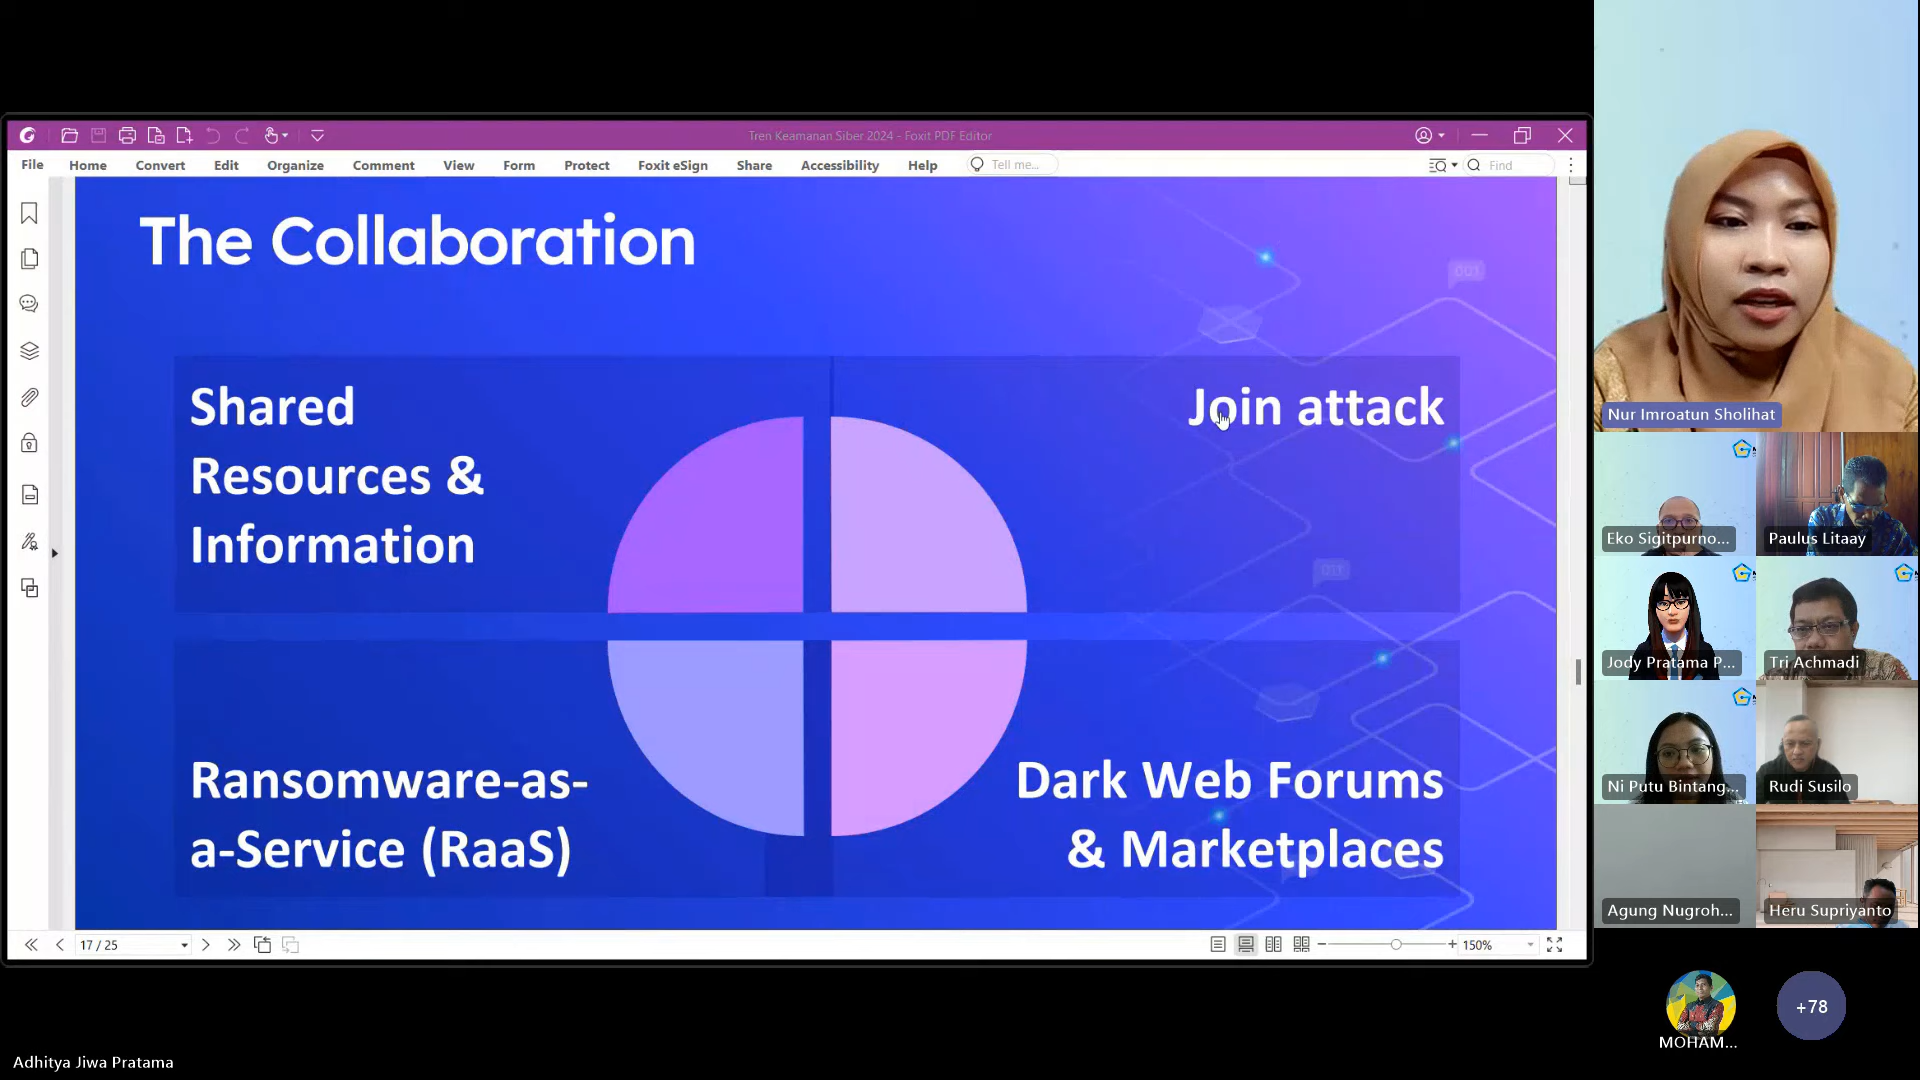 Tren Keamanan Siber 2024 - Foxit PDF Editor
File Home Convert Edit Organize Comment View Form Protect Foxit eSign Share Accessibility Help Tell me... Find
The Collaboration
001
Shared
Resources &
Information
Join attack
011
Ransomware-as-
a-Service (RaaS)
Dark Web Forums
& Marketplaces
17 / 25
150%
Nur Imroatun Sholihat
Eko Sigitpurno...
Paulus Litaay
Jody Pratama P...
Tri Achmadi
Ni Putu Bintang...
Rudi Susilo
Agung Nugroh...
Heru Supriyanto
MOHAM...
+78
Adhitya Jiwa Pratama